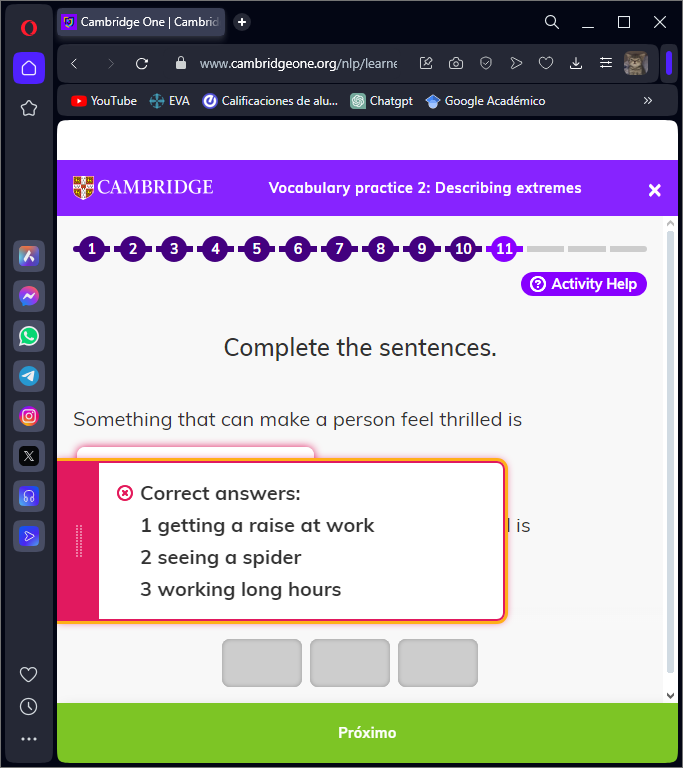 Cambridge One | Cambrid
www.cambridgeone.org/nlp/learne
YouTube
EVA
Calificaciones de alu...
Chatgpt
Google Académico
CAMBRIDGE
Vocabulary practice 2: Describing extremes
1 2 3 4 5 6 7 8 9 10 11
Activity Help
Complete the sentences.
Something that can make a person feel thrilled is
Correct answers:
1 getting a raise at work
l is
2 seeing a spider
3 working long hours
Próximo